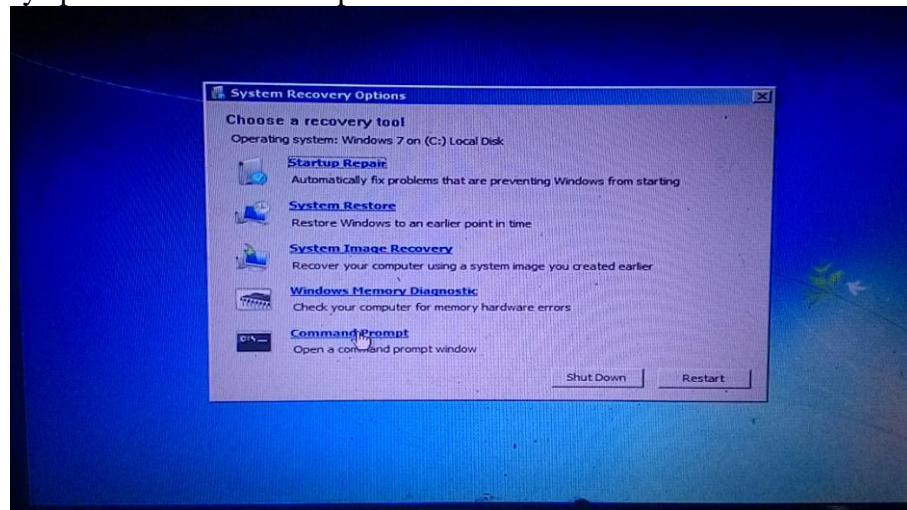 System Recovery Options
Choose a recovery tool
Operating system: Windows 7 on (C:) Local Disk
Startup Repair
Automatically fix problems that are preventing Windows from starting
System Restore
Restore Windows to an earlier point in time
System Image Recovery
Recover your computer using a system image you created earlier
Windows Memory Diagnostic
Check your computer for memory hardware errors
Command Prompt
Open a command prompt window
Shut Down Restart